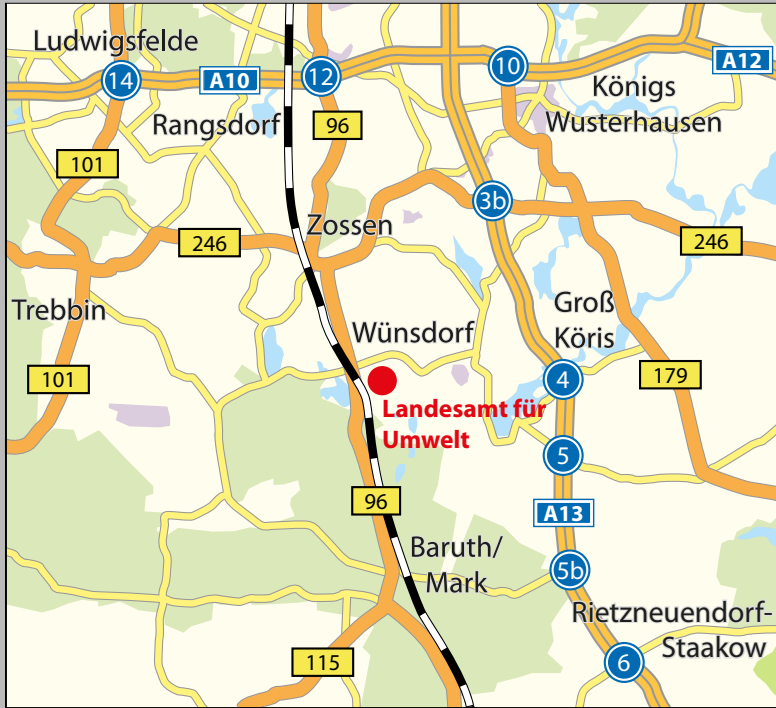 Ludwigsfelde
14
A10
12
10
A12
Königs
Wusterhausen
Rangsdorf
96
101
3b
Zossen
246
246
Trebbin
Wünsdorf
Groß
Köris
101
4
179
Landesamt für
Umwelt
5
96
A13
Baruth/
Mark
5b
Rietzneuendorf-
Staakow
115
6